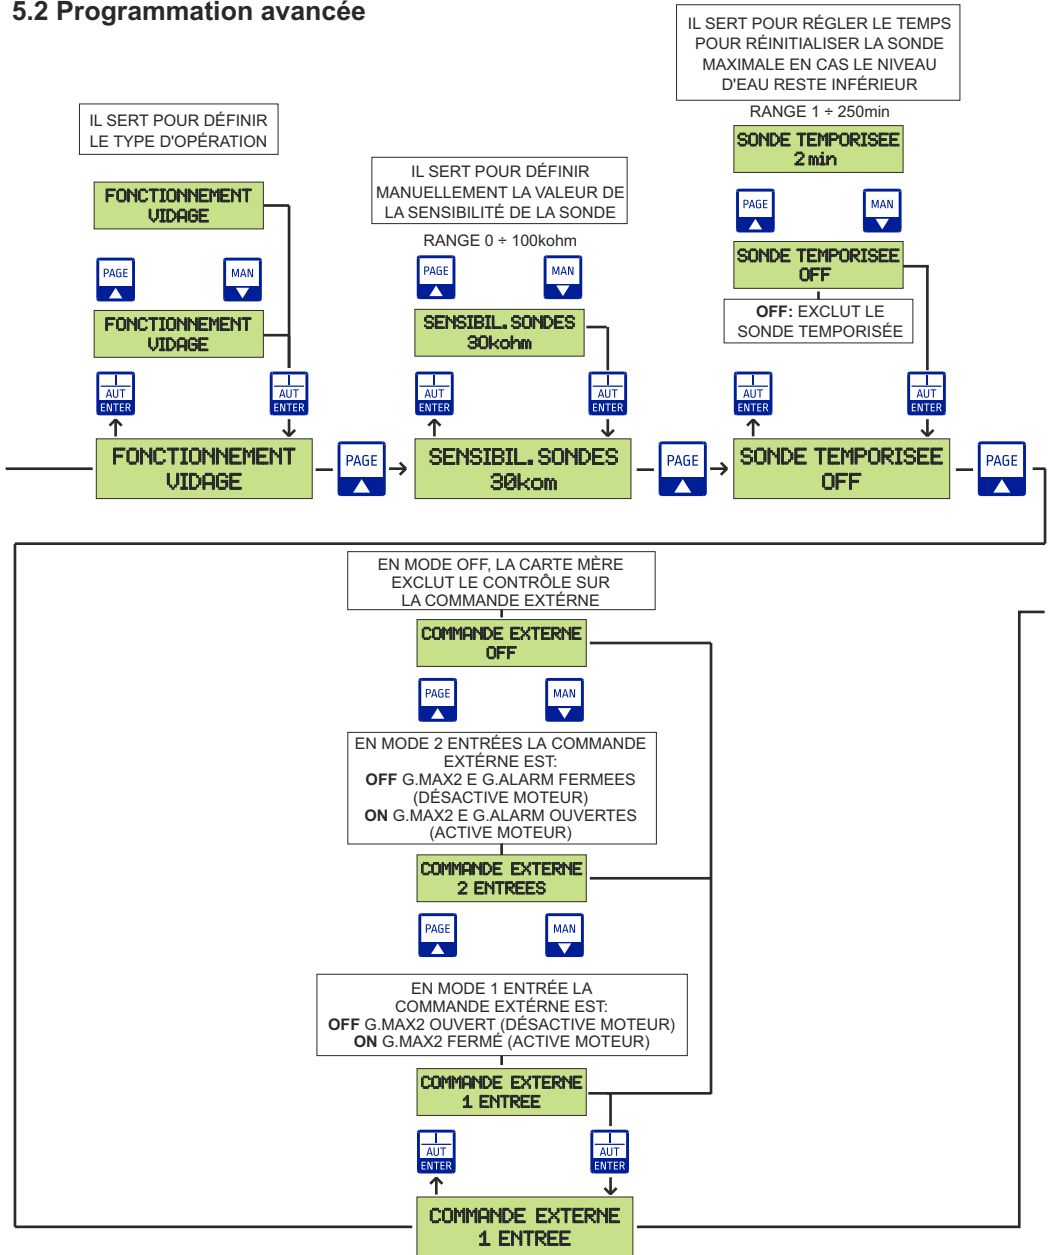 5.2 Programmation avancée
IL SERT POUR DÉFINIR
LE TYPE D'OPÉRATION
FONCTIONNEMENT
VIDAGE
PAGE
MAN
FONCTIONNEMENT
VIDAGE
AUT
ENTER
AUT
ENTER
FONCTIONNEMENT
VIDAGE
PAGE
IL SERT POUR DÉFINIR
MANUELLEMENT LA VALEUR DE
LA SENSIBILITÉ DE LA SONDE
RANGE 0 ÷ 100kohm
PAGE
MAN
SENSIBIL. SONDES
30kohm
AUT
ENTER
AUT
ENTER
SENSIBIL. SONDES
30kom
PAGE
IL SERT POUR RÉGLER LE TEMPS
POUR RÉINITIALISER LA SONDE
MAXIMALE EN CAS LE NIVEAU
D'EAU RESTE INFÉRIEUR
RANGE 1 ÷ 250min
SONDE TEMPORISEE
2 min
PAGE
MAN
SONDE TEMPORISEE
OFF
OFF: EXCLUT LE
SONDE TEMPORISÉE
AUT
ENTER
AUT
ENTER
SONDE TEMPORISEE
OFF
PAGE
EN MODE OFF, LA CARTE MÈRE
EXCLUT LE CONTRÔLE SUR
LA COMMANDE EXTÉRNE
COMMANDE EXTERNE
OFF
PAGE
MAN
EN MODE 2 ENTRÉES LA COMMANDE
EXTÉRNE EST:
OFF G.MAX2 E G.ALARM FERMEES
(DÉSACTIVE MOTEUR)
ON G.MAX2 E G.ALARM OUVERTES
(ACTIVE MOTEUR)
COMMANDE EXTERNE
2 ENTREES
PAGE
MAN
EN MODE 1 ENTRÉE LA
COMMANDE EXTÉRNE EST:
OFF G.MAX2 OUVERT (DÉSACTIVE MOTEUR)
ON G.MAX2 FERMÉ (ACTIVE MOTEUR)
COMMANDE EXTERNE
1 ENTREE
AUT
ENTER
AUT
ENTER
COMMANDE EXTERNE
1 ENTREE